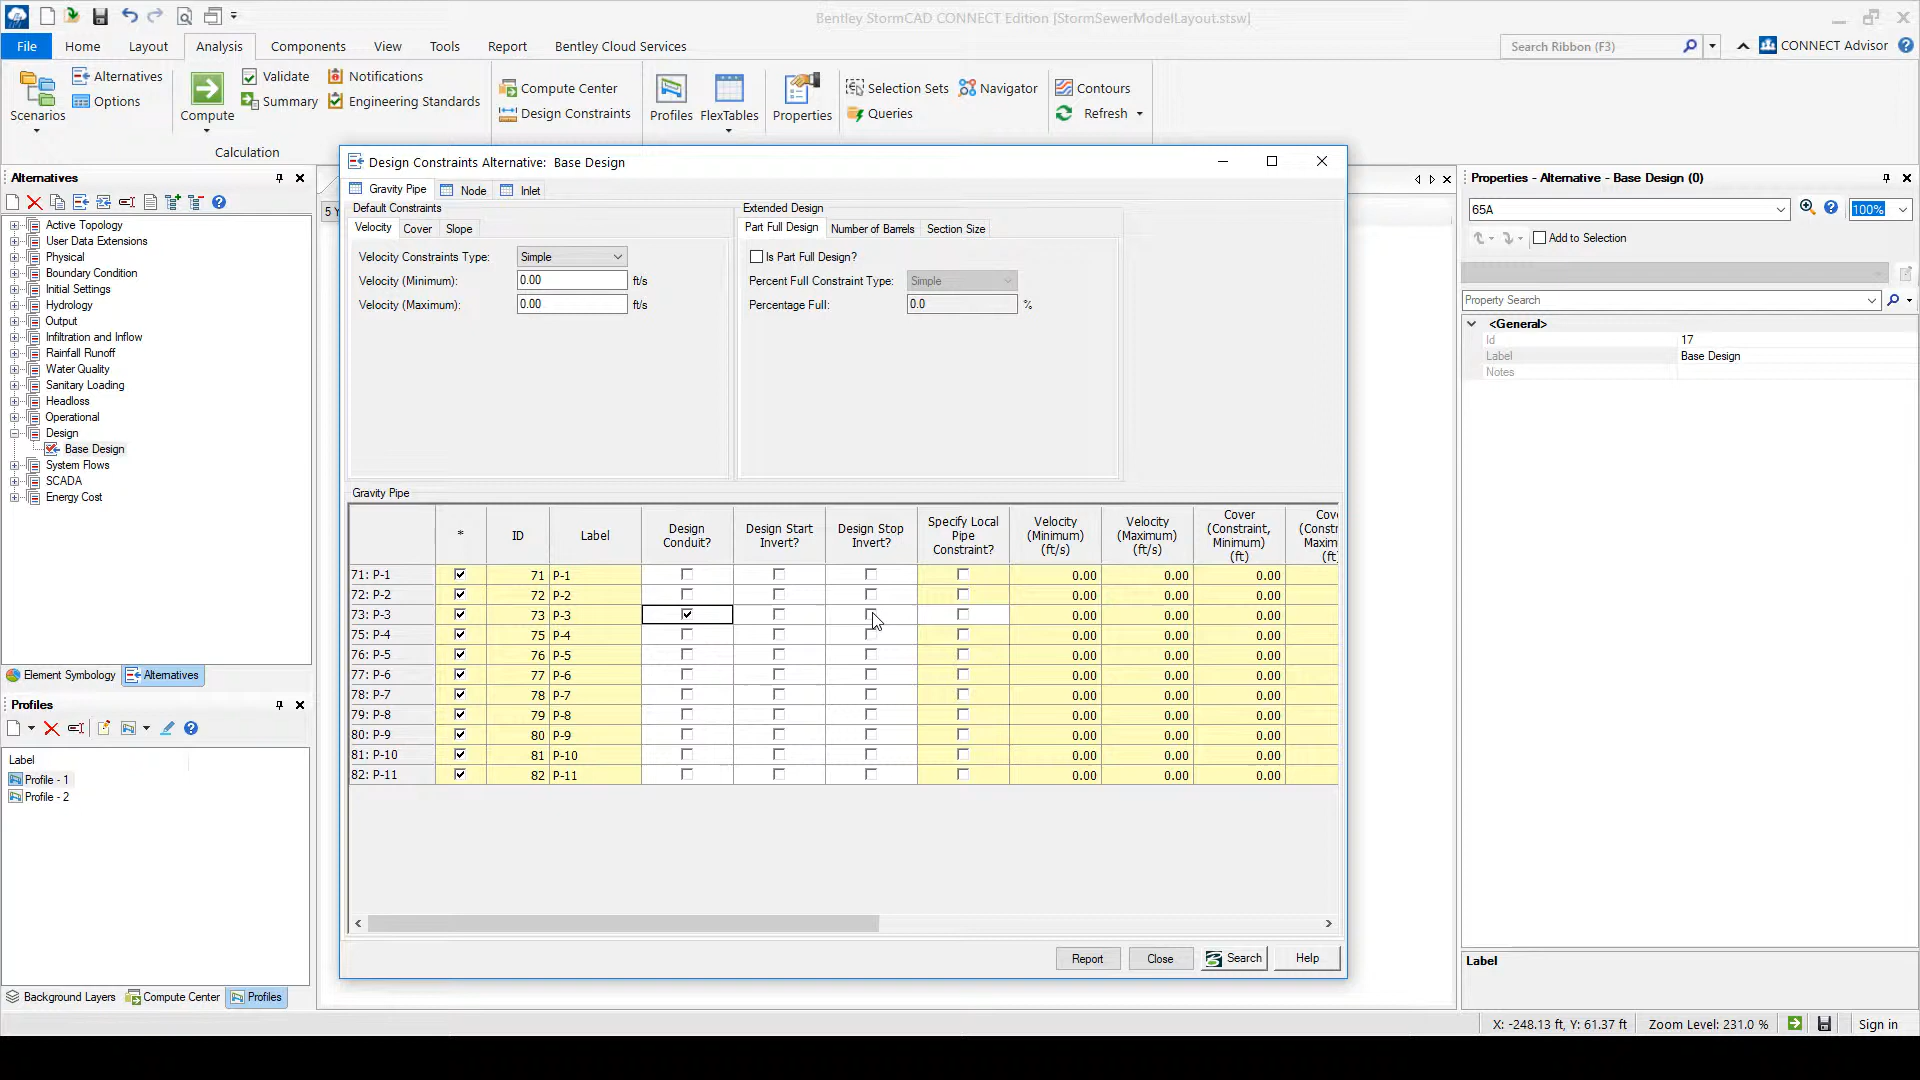 Bentley StormCAD CONNECT Edition [StormSewerModelLayout.stsw]
File Home Layout Analysis Components View Tools Report Bentley Cloud Services
Search Ribbon (F3) CONNECT Advisor
Scenarios Alternatives Options
Compute Validate Summary Notifications Engineering Standards
Calculation
Compute Center
Design Constraints
Profiles FlexTables Properties
Selection Sets Navigator
Queries
Contours
Refresh
Alternatives
Active Topology
User Data Extensions
Physical
Boundary Condition
Initial Settings
Hydrology
Output
Infiltration and Inflow
Rainfall Runoff
Water Quality
Sanitary Loading
Headloss
Operational
Design
Base Design
System Flows
SCADA
Energy Cost
Element Symbology Alternatives
Profiles
Label
Profile - 1
Profile - 2
Background Layers Compute Center Profiles
5 Y
Design Constraints Alternative: Base Design
Gravity Pipe Node Inlet
Default Constraints
Velocity Cover Slope
Velocity Constraints Type: Simple
Velocity (Minimum): 0.00 ft/s
Velocity (Maximum): 0.00 ft/s
Extended Design
Part Full Design Number of Barrels Section Size
Is Part Full Design?
Percent Full Constraint Type: Simple
Percentage Full: 0.0 %
Gravity Pipe
* ID Label Design Conduit? Design Start Invert? Design Stop Invert? Specify Local Pipe Constraint? Velocity (Minimum) (ft/s) Velocity (Maximum) (ft/s) Cover (Constraint, Minimum) (ft) Cov (Constr Maxim (ft
71: P-1 71 P-1 0.00 0.00 0.00
72: P-2 72 P-2 0.00 0.00 0.00
73: P-3 73 P-3 0.00 0.00 0.00
75: P-4 75 P-4 0.00 0.00 0.00
76: P-5 76 P-5 0.00 0.00 0.00
77: P-6 77 P-6 0.00 0.00 0.00
78: P-7 78 P-7 0.00 0.00 0.00
79: P-8 79 P-8 0.00 0.00 0.00
80: P-9 80 P-9 0.00 0.00 0.00
81: P-10 81 P-10 0.00 0.00 0.00
82: P-11 82 P-11 0.00 0.00 0.00
Report Close Search Help
Properties - Alternative - Base Design (0)
65A 100%
Add to Selection
Property Search
<General>
Id 17
Label Base Design
Notes
Label
X: -248.13 ft, Y: 61.37 ft Zoom Level: 231.0 % Sign in